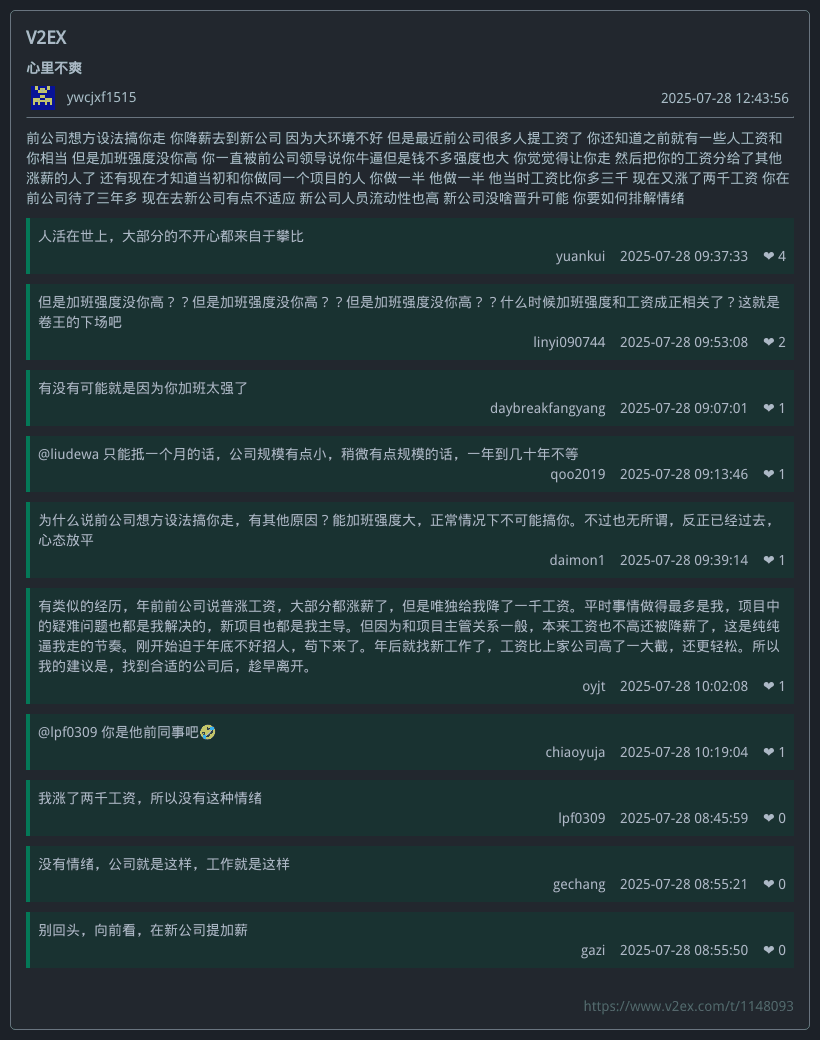 V2EX
心里不爽
ywcjxf1515
2025-07-28 12:43:56
前公司想方设法搞你走 你降薪去到新公司 因为大环境不好 但是最近前公司很多人提工资了 你还知道之前就有一些人工资和
你相当 但是加班强度没你高 你一直被前公司领导说你牛逼但是钱不多强度也大 你觉觉得让你走 然后把你的工资分给了其他
涨薪的人了 还有现在才知道当初和你做同一个项目的人 你做一半 他做一半 他当时工资比你多三千 现在又涨了两千工资 你在
前公司待了三年多 现在去新公司有点不适应 新公司人员流动性也高 新公司没啥晋升可能 你要如何排解情绪
人活在世上，大部分的不开心都来自于攀比
yuankui 2025-07-28 09:37:33 ❤ 4
但是加班强度没你高？？但是加班强度没你高？？但是加班强度没你高？？什么时候加班强度和工资成正相关了？这就是
卷王的下场吧
linyi090744 2025-07-28 09:53:08 ❤ 2
有没有可能就是因为你加班太强了
daybreakfangyang 2025-07-28 09:07:01 ❤ 1
@liudewa 只能抵一个月的话，公司规模有点小，稍微有点规模的话，一年到几十年不等
qoo2019 2025-07-28 09:13:46 ❤ 1
为什么说前公司想方设法搞你走，有其他原因？能加班强度大，正常情况下不可能搞你。不过也无所谓，反正已经过去，
心态放平
daimon1 2025-07-28 09:39:14 ❤ 1
有类似的经历，年前前公司说普涨工资，大部分都涨薪了，但是唯独给我降了一千工资。平时事情做得最多是我，项目中
的疑难问题也都是我解决的，新项目也都是我主导。但因为和项目主管关系一般，本来工资也不高还被降薪了，这是纯纯
逼我走的节奏。刚开始迫于年底不好招人，苟下来了。年后就找新工作了，工资比上家公司高了一大截，还更轻松。所以
我的建议是，找到合适的公司后，趁早离开。
oyjt 2025-07-28 10:02:08 ❤ 1
@lpf0309 你是他前同事吧🤣
chiaoyuja 2025-07-28 10:19:04 ❤ 1
我涨了两千工资，所以没有这种情绪
lpf0309 2025-07-28 08:45:59 ❤ 0
没有情绪，公司就是这样，工作就是这样
gechang 2025-07-28 08:55:21 ❤ 0
别回头，向前看，在新公司提加薪
gazi 2025-07-28 08:55:50 ❤ 0
https://www.v2ex.com/t/1148093